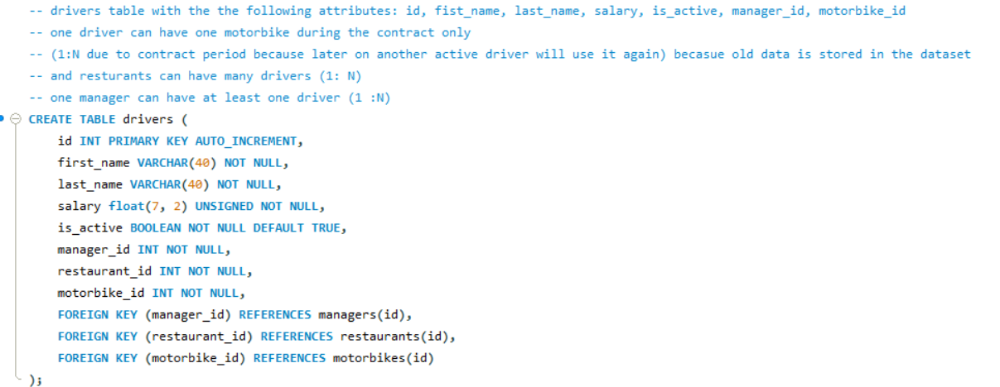 -- drivers table with the the following attributes: id, fist_name, last_name, salary, is_active, manager_id, motorbike_id
-- one driver can have one motorbike during the contract only
-- (1:N due to contract period because later on another active driver will use it again) becasue old data is stored in the dataset
-- and resturants can have many drivers (1: N)
-- one manager can have at least one driver (1 :N)
CREATE TABLE drivers (
id INT PRIMARY KEY AUTO_INCREMENT,
first_name VARCHAR(40) NOT NULL,
last_name VARCHAR(40) NOT NULL,
salary float(7, 2) UNSIGNED NOT NULL,
is_active BOOLEAN NOT NULL DEFAULT TRUE,
manager_id INT NOT NULL,
restaurant_id INT NOT NULL,
motorbike_id INT NOT NULL,
FOREIGN KEY (manager_id) REFERENCES managers(id),
FOREIGN KEY (restaurant_id) REFERENCES restaurants(id),
FOREIGN KEY (motorbike_id) REFERENCES motorbikes(id)
);